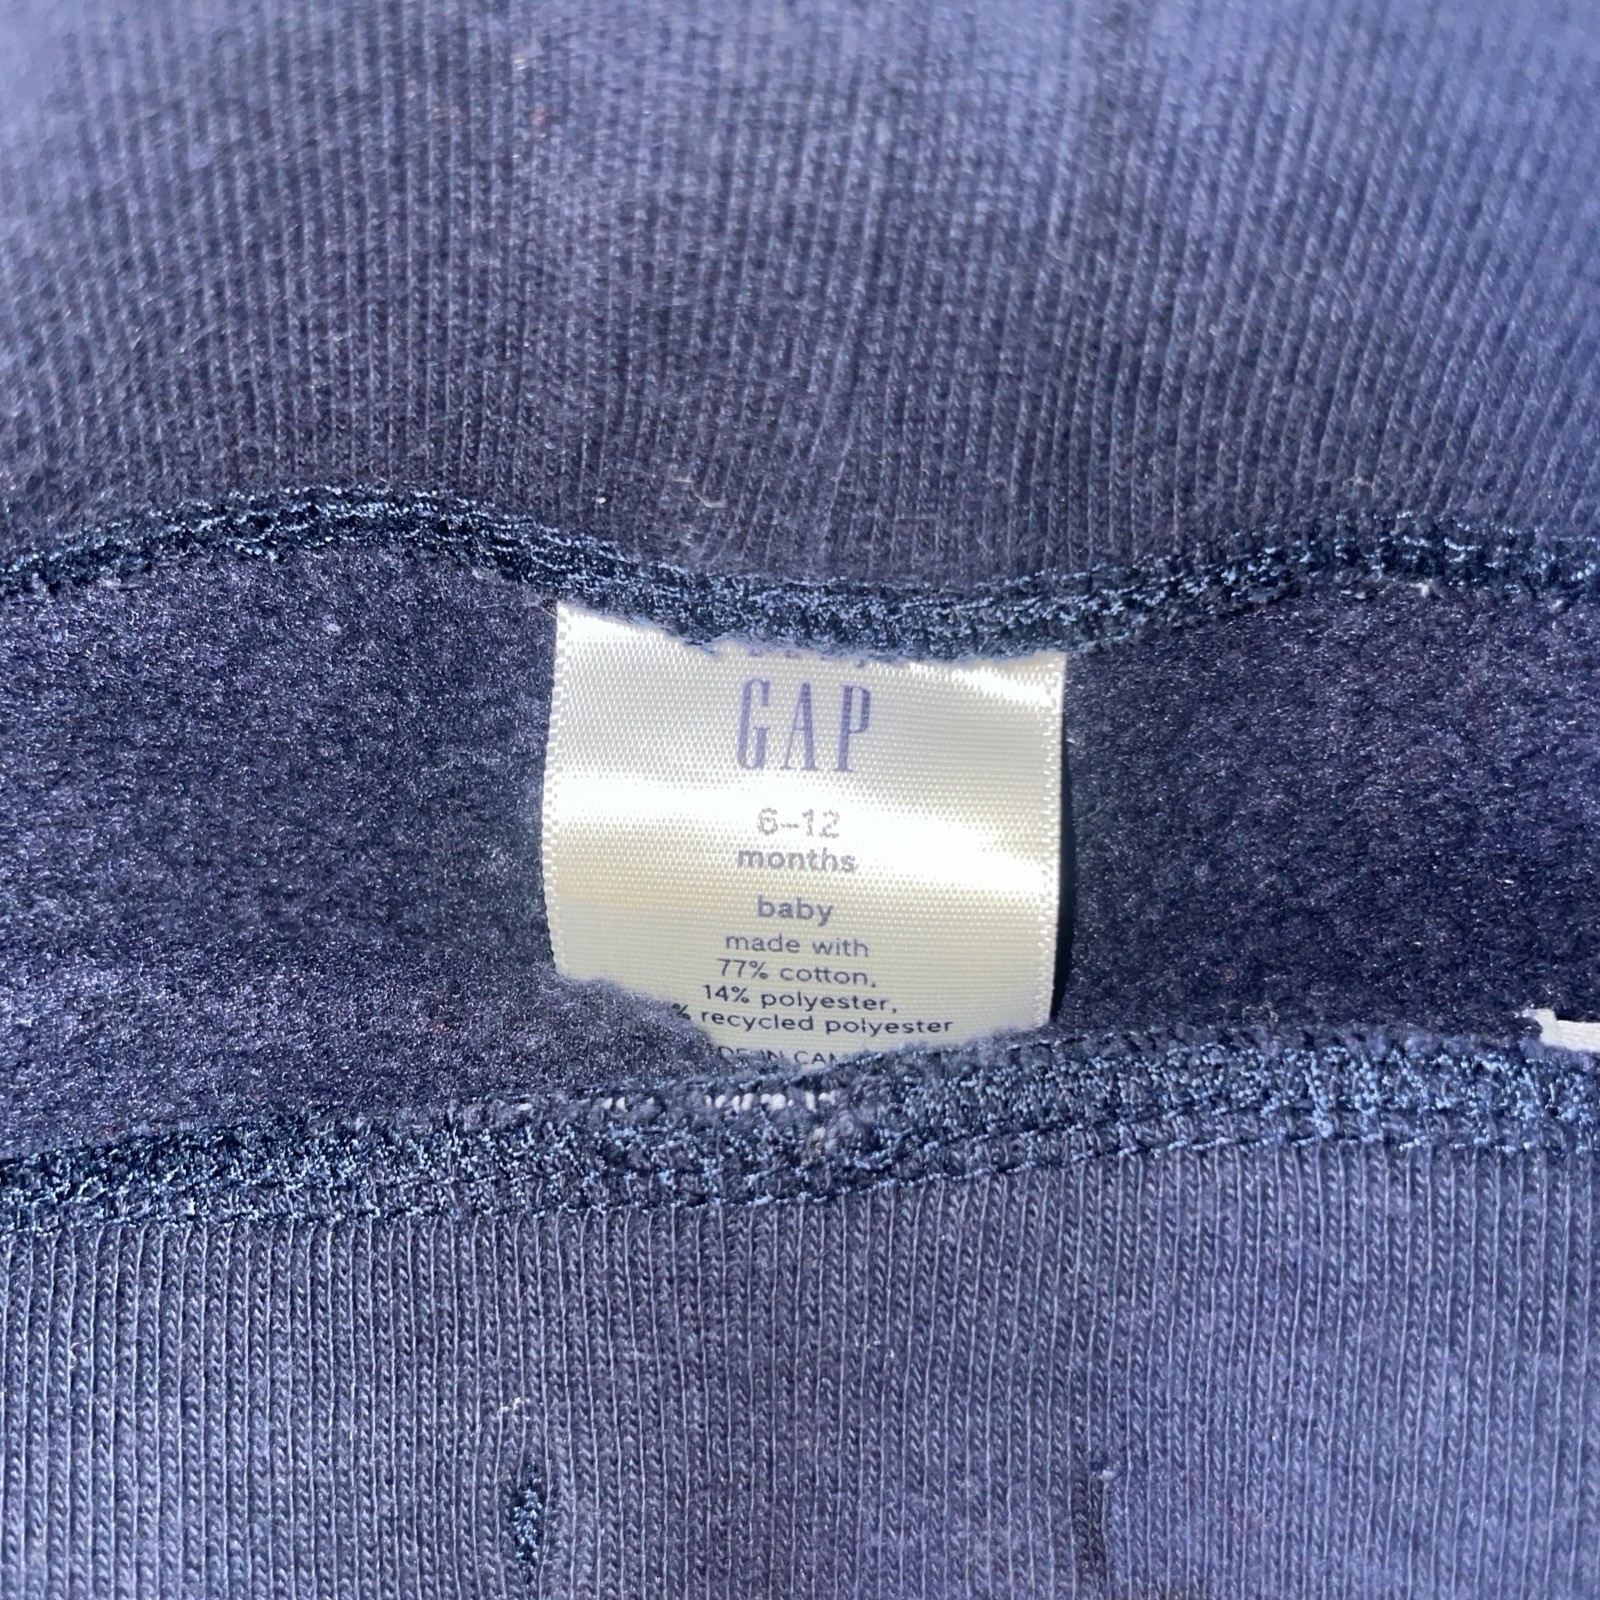 GAP
6–12
months
baby
made with
77% cotton,
14% polyester,
% recycled polyester